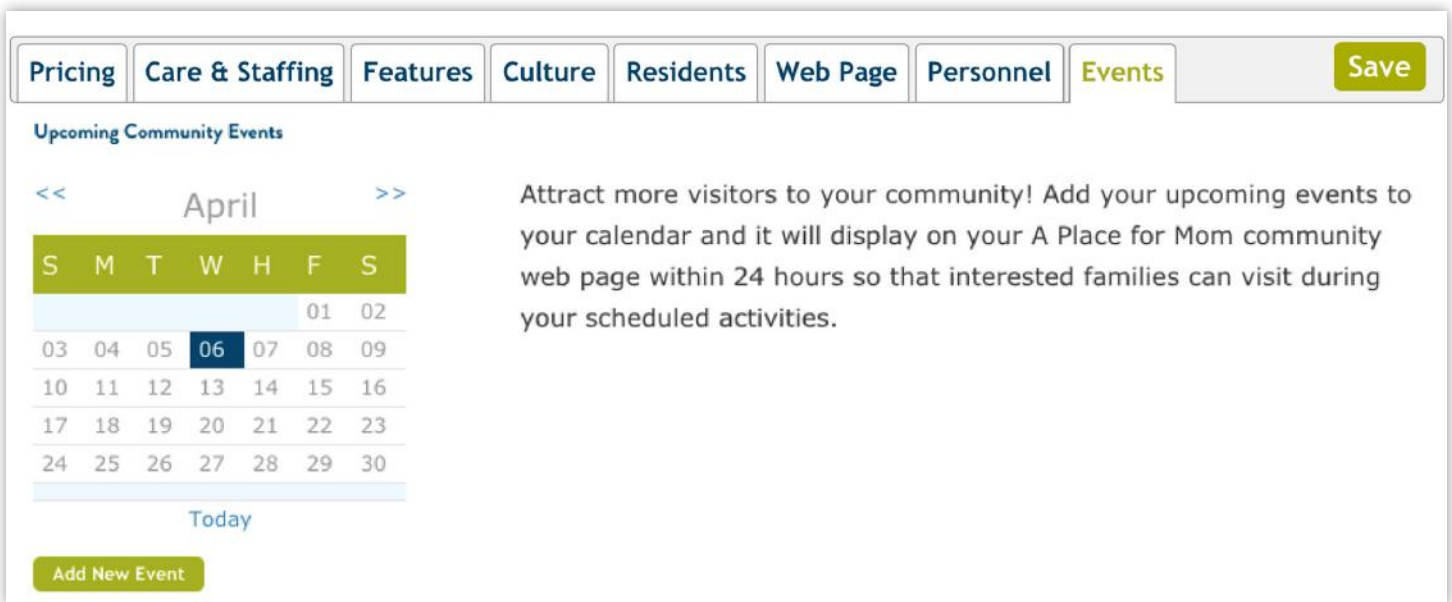 Pricing Care & Staffing Features Culture Residents Web Page Personnel Events Save
Upcoming Community Events
<< April >>
S M T W H F S
01 02
03 04 05 06 07 08 09
10 11 12 13 14 15 16
17 18 19 20 21 22 23
24 25 26 27 28 29 30
Today
Add New Event
Attract more visitors to your community! Add your upcoming events to
your calendar and it will display on your A Place for Mom community
web page within 24 hours so that interested families can visit during
your scheduled activities.